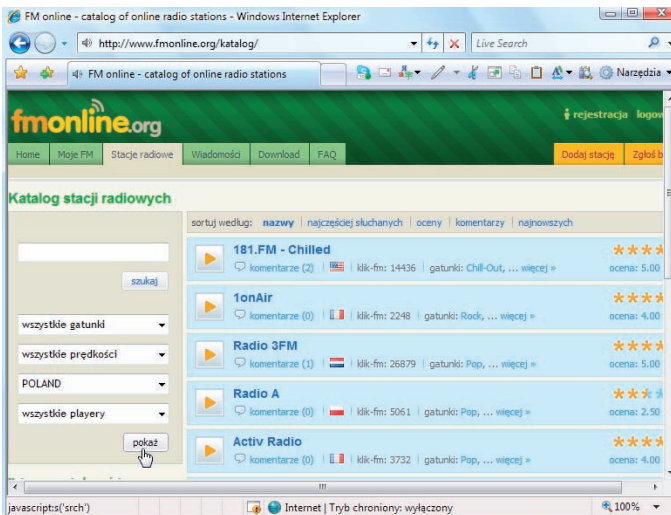 FM online - catalog of online radio stations - Windows Internet Explorer
http://www.fmonline.org/katalog/
Live Search
FM online - catalog of online radio stations
Narzędzia
fmonline.org
rejestracja logow
Home Moje FM Stacje radiowe Wiadomości Download FAQ Dodaj stację Zgłoś b
Katalog stacji radiowych
sortuj według: nazwy | najczęściej słuchanych | oceny | komentarzy | najnowszych
szukaj
wszystkie gatunki
wszystkie prędkości
POLAND
wszystkie playery
pokaż
181.FM - Chilled
komentarze (2) | klik-fm: 14436 | gatunki: Chill-Out, ... więcej » ocena: 5.00
1onAir
komentarze (0) | klik-fm: 2248 | gatunki: Rock, ... więcej » ocena: 4.00
Radio 3FM
komentarze (1) | klik-fm: 26879 | gatunki: Pop, ... więcej » ocena: 5.00
Radio A
komentarze (0) | klik-fm: 5061 | gatunki: Pop, ... więcej » ocena: 2.50
Activ Radio
komentarze (0) | klik-fm: 3732 | gatunki: Pop, ... więcej » ocena: 4.00
javascript:s('srch') Internet | Tryb chroniony: wyłączony 100%